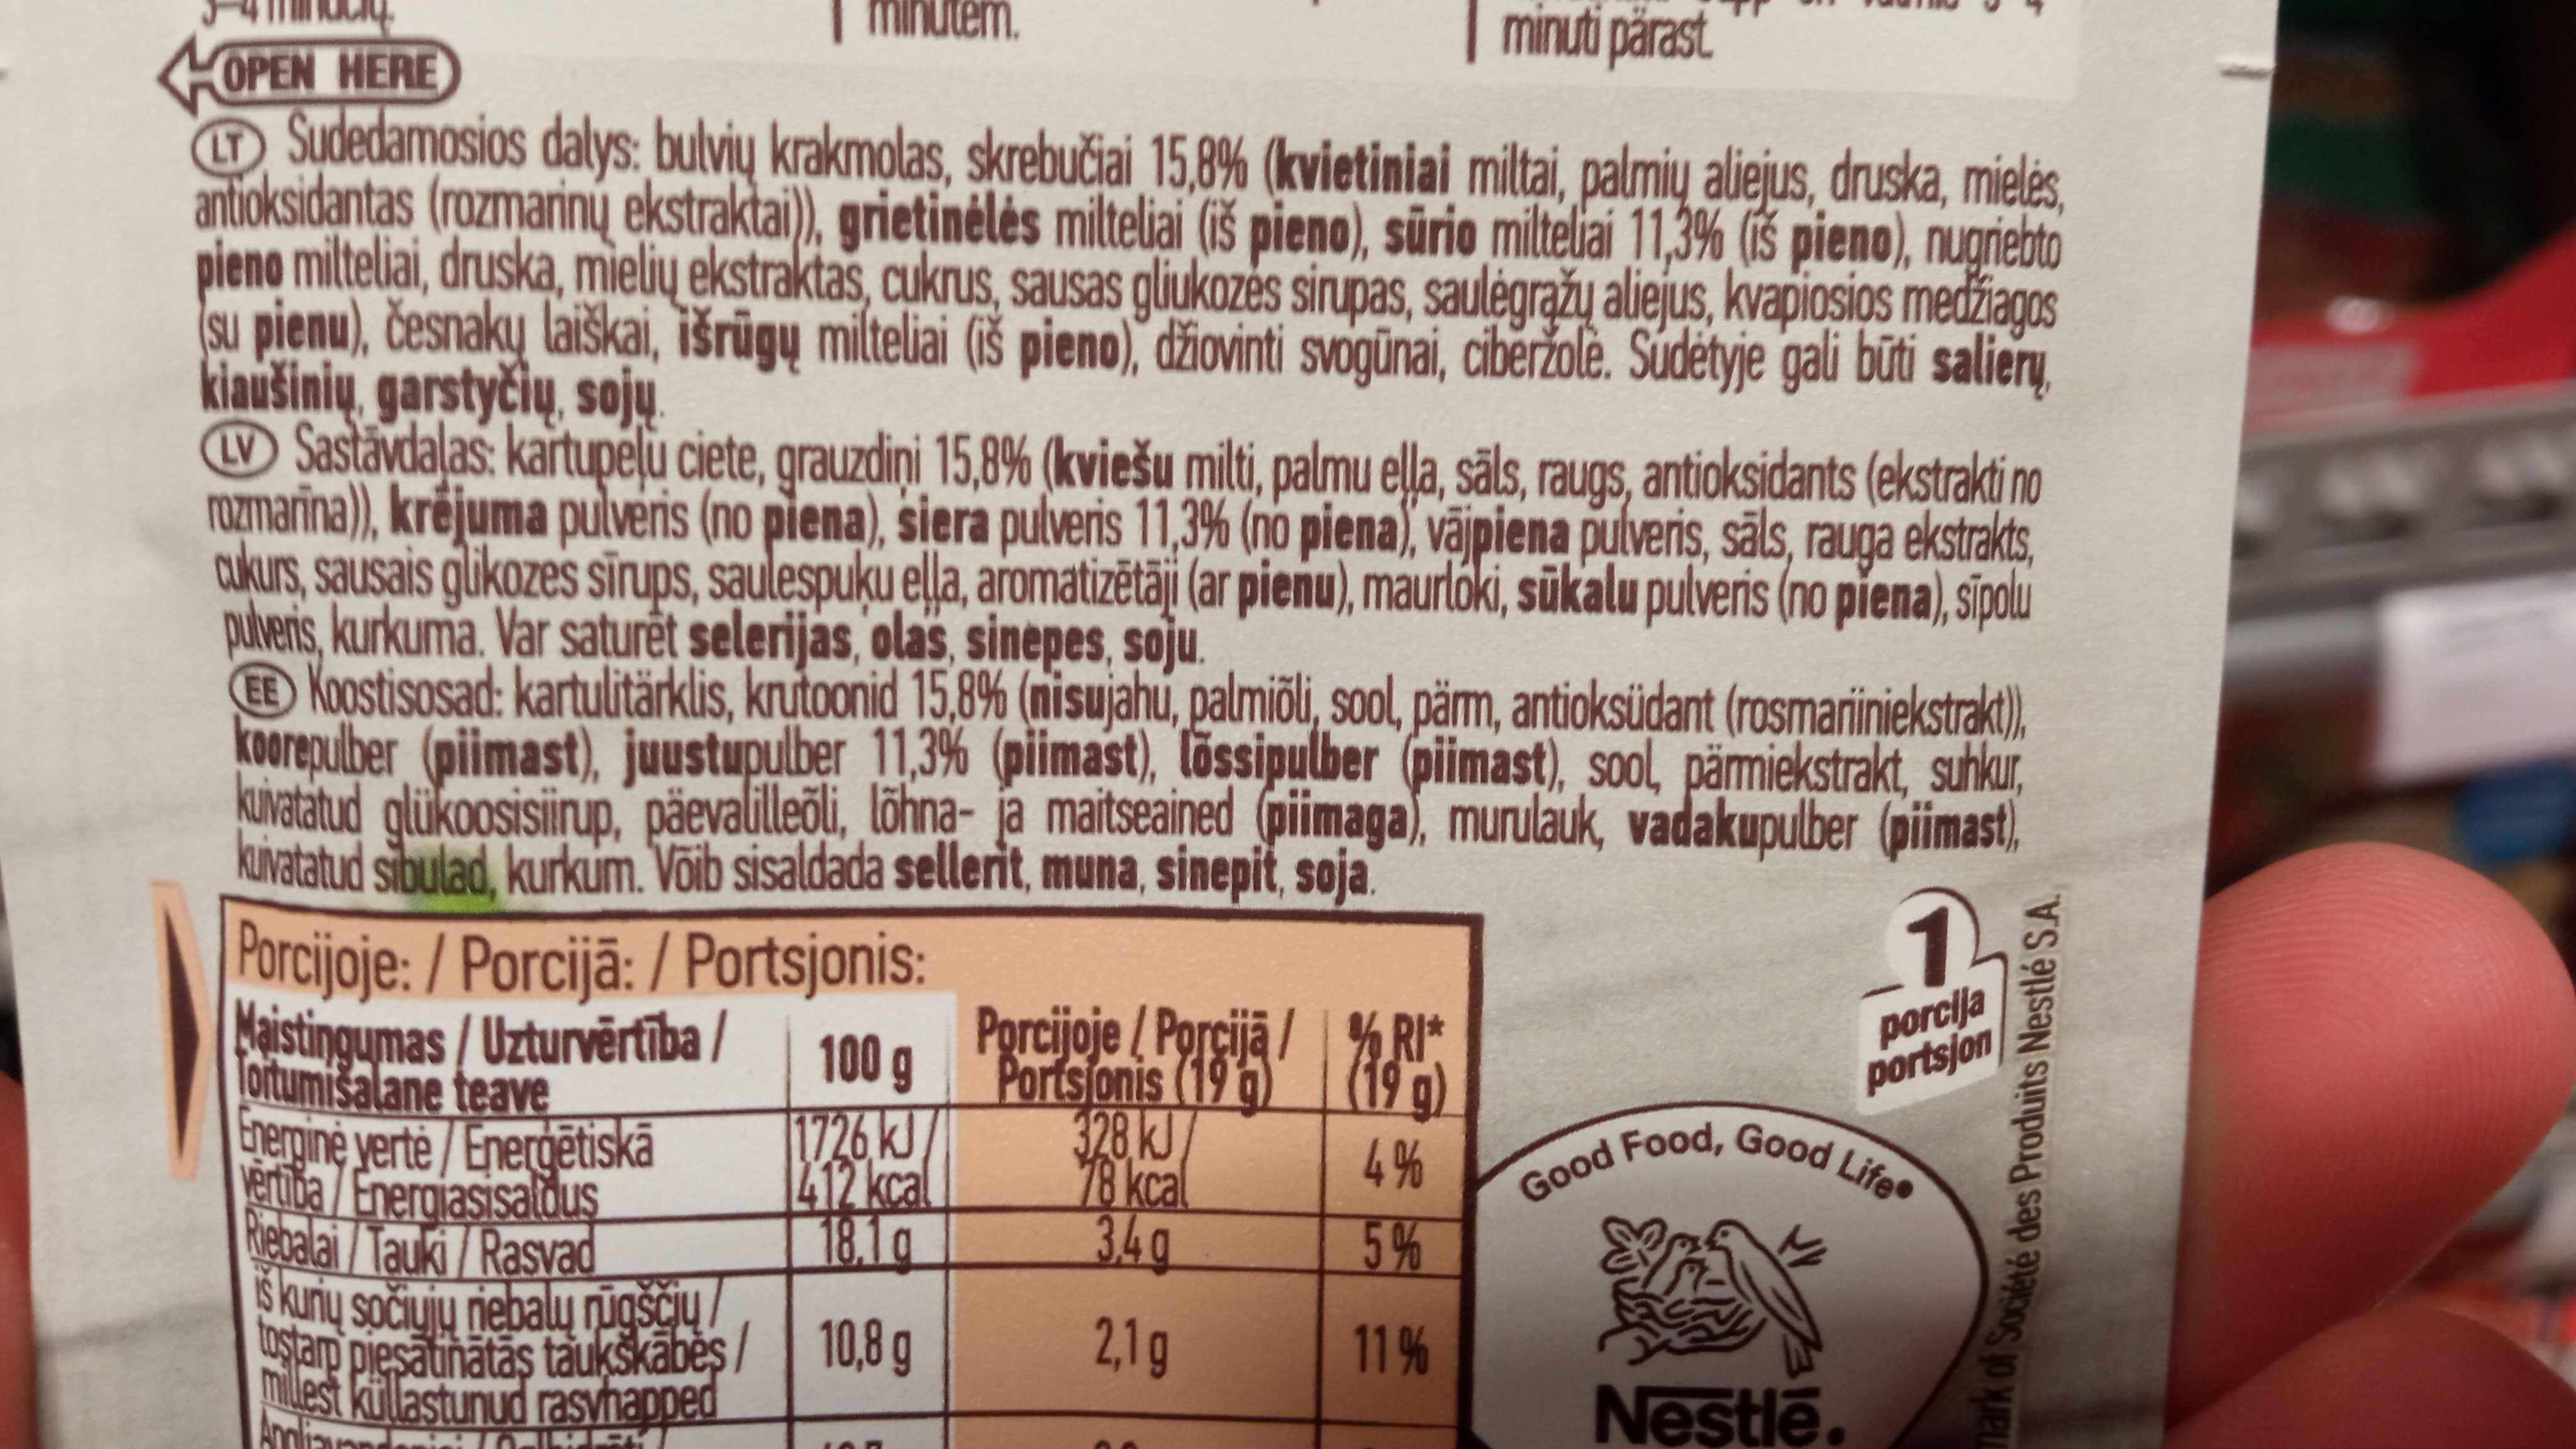 minutem.
minuti pärast.
OPEN HERE
LT Sudedamosios dalys: bulvių krakmolas, skrebučiai 15,8% (kvietiniai miltai, palmių aliejus, druska, mielės,
antioksidantas (rozmarinų ekstraktai)), grietinėlės milteliai (iš pieno), sūrio milteliai 11,3% (iš pieno), nugriebto
pieno milteliai, druska, mielių ekstraktas, cukrus, sausas gliukozės sirupas, saulėgrąžų aliejus, kvapiosios medžiagos
(su pienu), česnakų laiškai, išrūgų milteliai (iš pieno), džiovinti svogūnai, ciberžolė. Sudėtyje gali būti salierų,
kiaušinių, garstyčių, sojų.
LV Sastāvdaļas: kartupeļu ciete, grauzdiņi 15,8% (kviešu milti, palmu eļļa, sāls, raugs, antioksidants (ekstrakti no
rozmarīna)), krējuma pulveris (no piena), siera pulveris 11,3% (no piena), vājpiena pulveris, sāls, rauga ekstrakts,
cukurs, sausais glikozes sīrups, saulespuķu eļļa, aromatizētāji (ar pienu), maurloki, sūkalu pulveris (no piena), sīpolu
pulveris, kurkuma. Var saturēt selerijas, olas, sinepes, soju.
EE Koostisosad: kartulitärklis, krutoonid 15,8% (nisujahu, palmiõli, sool, pärm, antioksüdant (rosmariiniekstrakt)),
koorepulber (piimast), juustupulber 11,3% (piimast), lõssipulber (piimast), sool, pärmiekstrakt, suhkur,
kuivatatud glükoosisiirup, päevalilleõli, lõhna- ja maitseained (piimaga), murulauk, vadakupulber (piimast),
kuivatatud sibulad, kurkum. Võib sisaldada sellerit, muna, sinepit, soja.
Porcijoje: / Porcijā: / Portsjonis:
Maistingumas / Uzturvērtība /
Toitumisalane teave
100 g
Porcijoje / Porcijā /
Portsjonis (19 g)
% RI*
(19 g)
Energinė vertė / Enerģētiskā
vērtība / Energiasisaldus
1726 kJ /
412 kcal
328 kJ /
78 kcal
4 %
Riebalai / Tauki / Rasvad
18,1 g
3,4 g
5 %
iš kurių sočiųjų riebalų rūgščių /
tostarp piesātinātās taukskābes /
millest küllastunud rasvhapped
10,8 g
2,1 g
11 %
1
porcija
portsjon
Good Food, Good Life
Nestlé.
mark of Société des Produits Nestlé S.A.